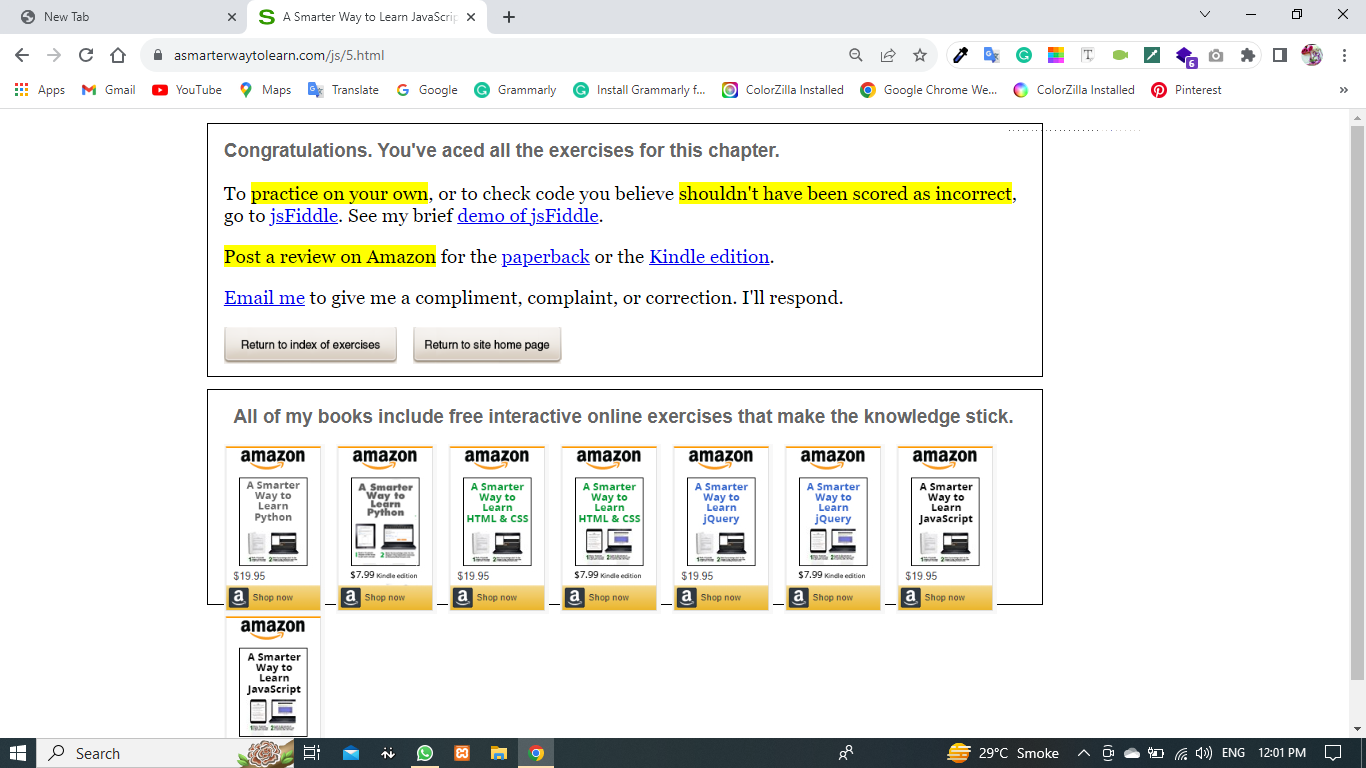 New Tab
A Smarter Way to Learn JavaScrip
asmarterwaytolearn.com/js/5.html
6
Apps
Gmail
YouTube
Maps
Translate
Google
Grammarly
Install Grammarly f...
ColorZilla Installed
Google Chrome We...
ColorZilla Installed
Pinterest
»
Congratulations. You've aced all the exercises for this chapter.
To practice on your own, or to check code you believe shouldn't have been scored as incorrect,
go to jsFiddle. See my brief demo of jsFiddle.
Post a review on Amazon for the paperback or the Kindle edition.
Email me to give me a compliment, complaint, or correction. I'll respond.
Return to index of exercises
Return to site home page
All of my books include free interactive online exercises that make the knowledge stick.
amazon
A Smarter
Way to
Learn
Python
$19.95
Shop now
amazon
A Smarter
Way to
Learn
Python
$7.99 Kindle edition
Shop now
amazon
A Smarter
Way to
Learn
HTML & CSS
$19.95
Shop now
amazon
A Smarter
Way to
Learn
HTML & CSS
$7.99 Kindle edition
Shop now
amazon
A Smarter
Way to
Learn
jQuery
$19.95
Shop now
amazon
A Smarter
Way to
Learn
jQuery
$7.99 Kindle edition
Shop now
amazon
A Smarter
Way to
Learn
JavaScript
$19.95
Shop now
amazon
A Smarter
Way to
Learn
JavaScript
Search
29°C Smoke
ENG
12:01 PM